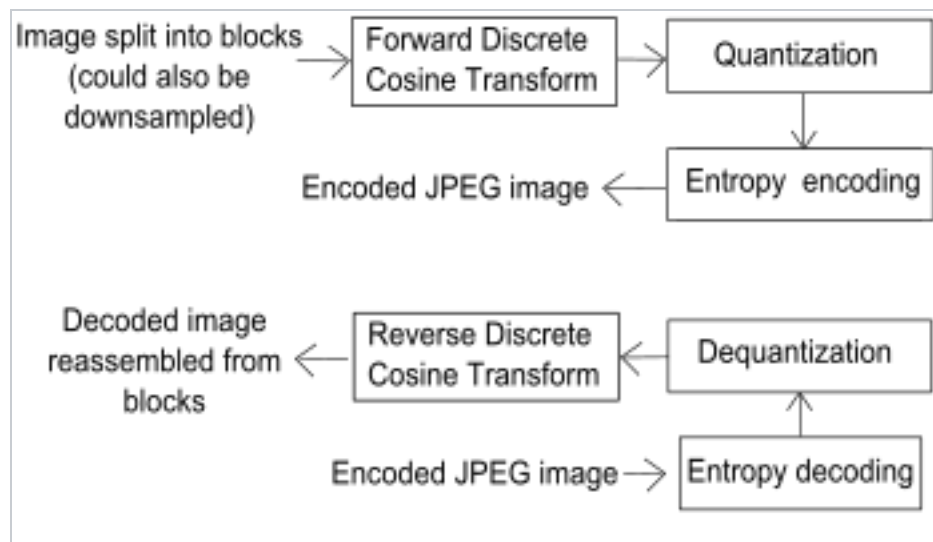 Image split into blocks
(could also be
downsampled)
Forward Discrete
Cosine Transform
Quantization
Entropy encoding
Encoded JPEG image
Decoded image
reassembled from
blocks
Reverse Discrete
Cosine Transform
Dequantization
Encoded JPEG image
Entropy decoding